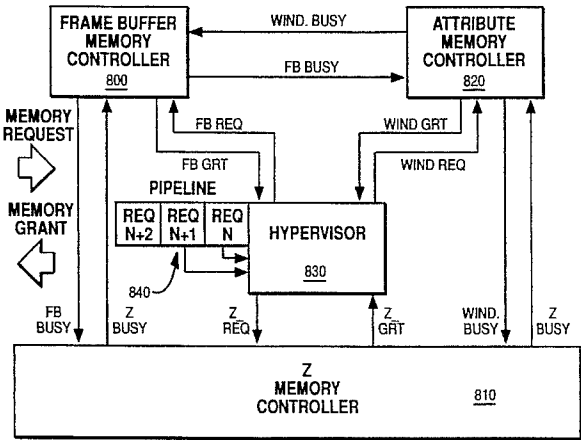 FRAME BUFFER
MEMORY
CONTROLLER
800
WIND. BUSY
FB BUSY
ATTRIBUTE
MEMORY
CONTROLLER
820
MEMORY
REQUEST
FB REQ
FB GRT
WIND GRT
WIND REQ
PIPELINE
MEMORY
GRANT
REQ
N+2
REQ
N+1
REQ
N
HYPERVISOR
830
840
FB
BUSY
Z
BUSY
Z_
REQ
Z_
GRT
WIND.
BUSY
Z
BUSY
Z
MEMORY
CONTROLLER
810